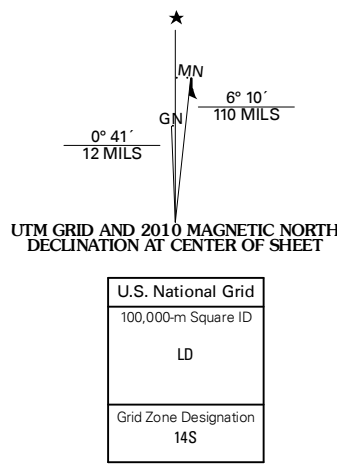 MN
GN
6° 10´
110 MILS
0° 41´
12 MILS
UTM GRID AND 2010 MAGNETIC NORTH
DECLINATION AT CENTER OF SHEET
U.S. National Grid
100,000-m Square ID
LD
Grid Zone Designation
14S